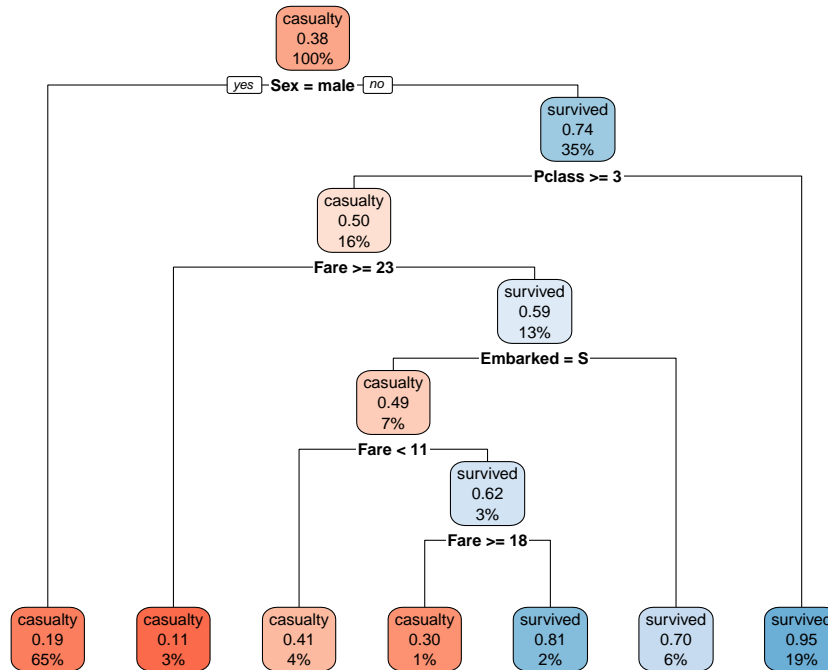 casualty
0.38
100%
yes Sex = male no
survived
0.74
35%
Pclass >= 3
casualty
0.50
16%
Fare >= 23
survived
0.59
13%
Embarked = S
casualty
0.49
7%
Fare < 11
survived
0.62
3%
Fare >= 18
casualty
0.19
65%
casualty
0.11
3%
casualty
0.41
4%
casualty
0.30
1%
survived
0.81
2%
survived
0.70
6%
survived
0.95
19%